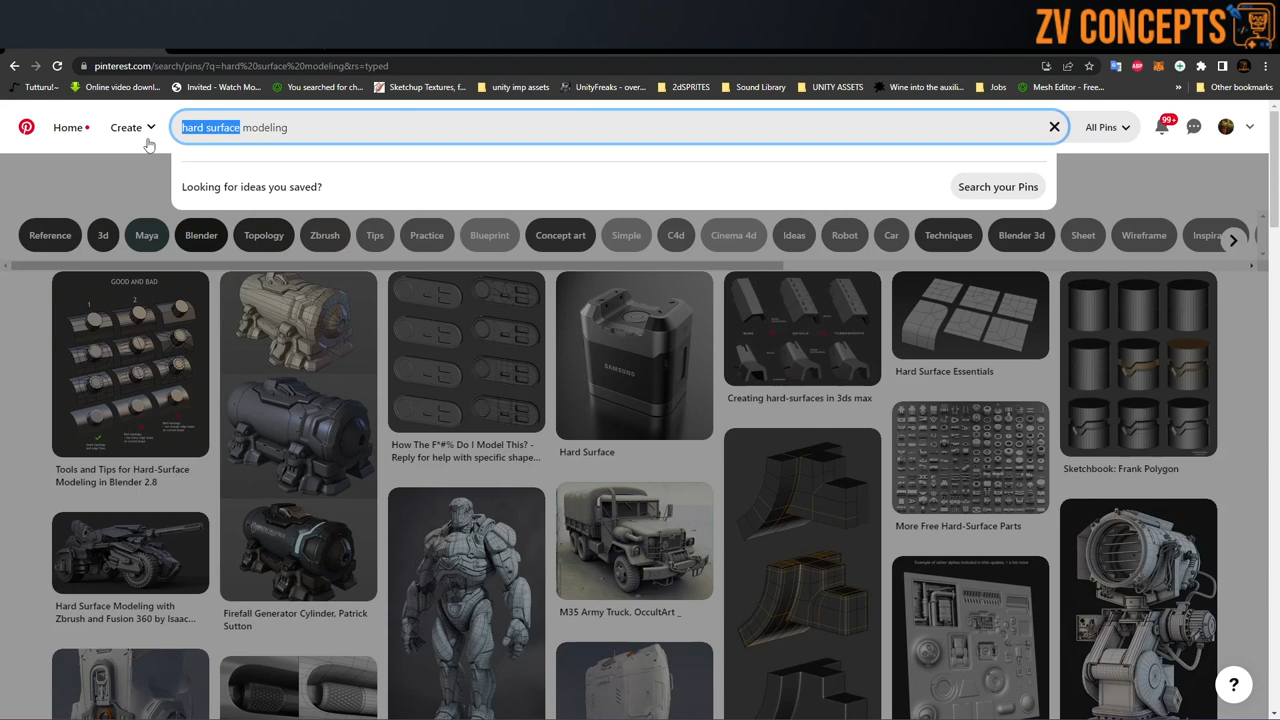 ZV CONCEPTS
pinterest.com/search/pins/?q=hard%20surface%20modeling&rs=typed
Tutturu!...
Online video downl...
Invited - Watch Mo...
You searched for ch...
Sketchup Textures, f...
unity imp assets
UnityFreaks - over...
2dSPRITES
Sound Library
UNITY ASSETS
Wine into the auxili...
Jobs
Mesh Editor - Free...
»
Other bookmarks
Home
Create
hard surface modeling
All Pins
99+
Looking for ideas you saved?
Search your Pins
Reference
3d
Maya
Blender
Topology
Zbrush
Tips
Practice
Blueprint
Concept art
Simple
C4d
Cinema 4d
Ideas
Robot
Car
Techniques
Blender 3d
Sheet
Wireframe
Inspira
GOOD AND BAD
1
2
3
Tools and Tips for Hard-Surface
Modeling in Blender 2.8
How The F*#% Do I Model This? -
Reply for help with specific shape...
SAMSUNG
Hard Surface
Creating hard-surfaces in 3ds max
Hard Surface Essentials
More Free Hard-Surface Parts
Sketchbook: Frank Polygon
Hard Surface Modeling with
Zbrush and Fusion 360 by Isaac...
Firefall Generator Cylinder, Patrick
Sutton
M35 Army Truck, OccultArt _
?